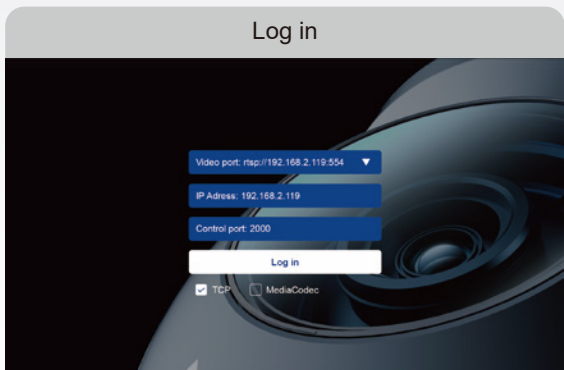 Log in
Video port: rtsp://192.168.2.119:554
IP Adress: 192.168.2.119
Control port: 2000
Log in
TCP MediaCodec